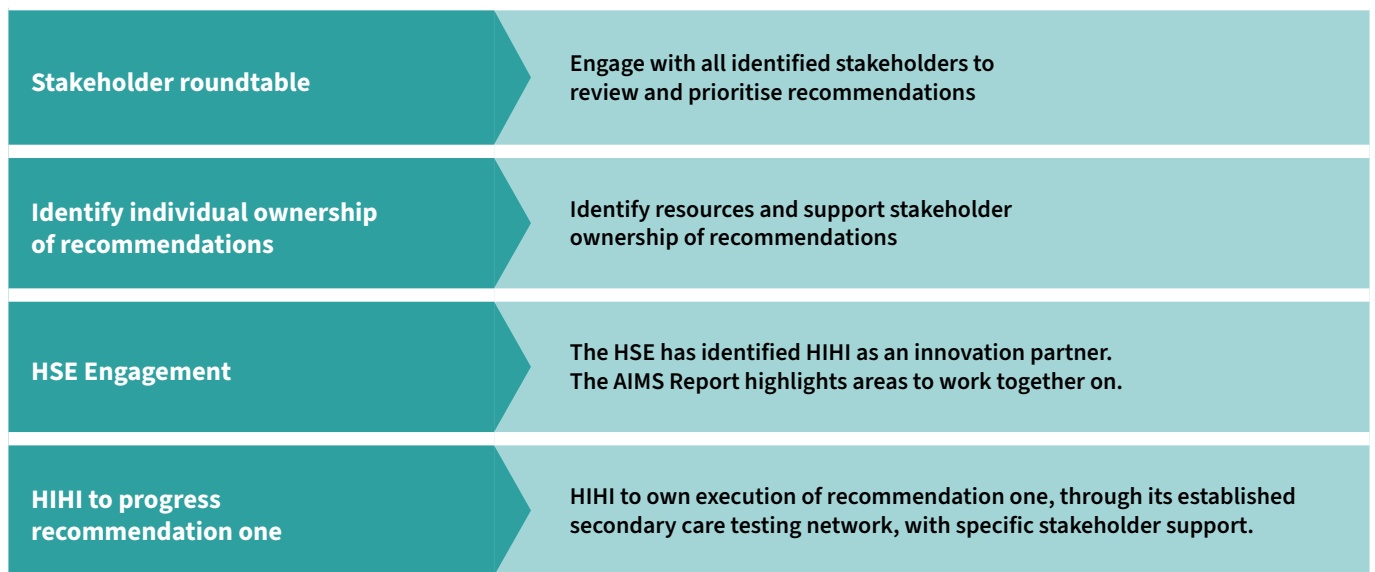 Stakeholder roundtable
Engage with all identified stakeholders to
review and prioritise recommendations
Identify individual ownership
of recommendations
Identify resources and support stakeholder
ownership of recommendations
HSE Engagement
The HSE has identified HIHI as an innovation partner.
The AIMS Report highlights areas to work together on.
HIHI to progress
recommendation one
HIHI to own execution of recommendation one, through its established
secondary care testing network, with specific stakeholder support.